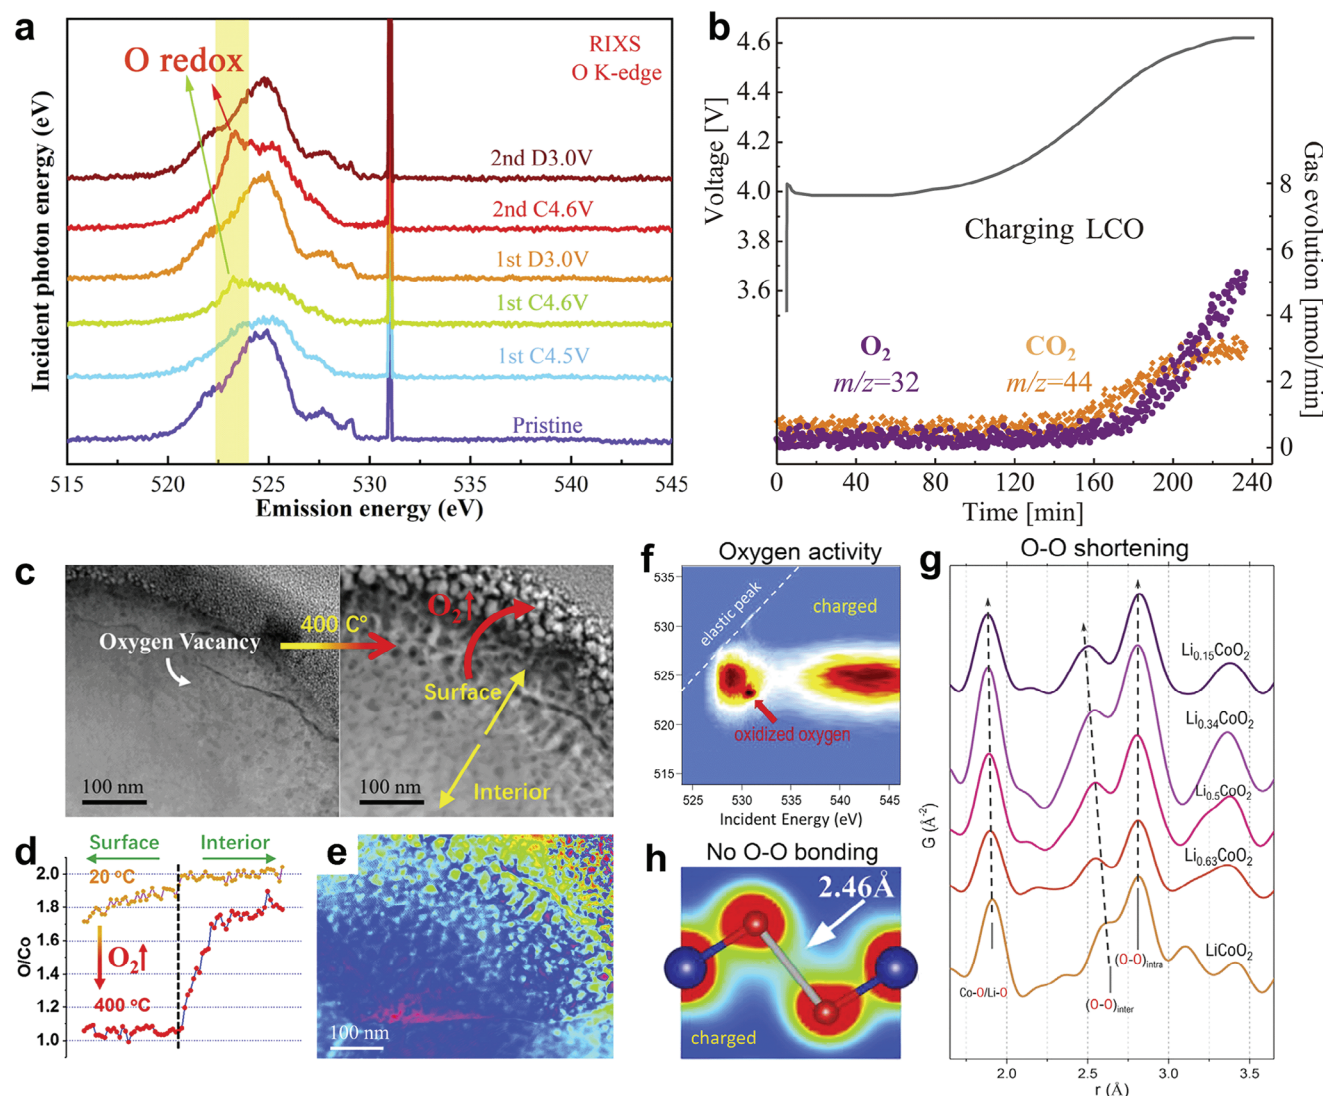 a
RIXS
O K-edge
O redox
2nd D3.0V
2nd C4.6V
1st D3.0V
1st C4.6V
1st C4.5V
Pristine
Incident photon energy (eV)
515 520 525 530 535 540 545
Emission energy (eV)
b
4.6
4.4
4.2
4.0
3.8
3.6
Voltage [V]
Charging LCO
O₂
m/z=32
CO₂
m/z=44
8
6
4
2
0
Gas evolution [nmol/min]
0 40 80 120 160 200 240
Time [min]
c
Oxygen Vacancy
400 C°
O₂
Surface
Interior
100 nm
100 nm
d
Surface Interior
20 °C
O₂
400 °C
2.0
1.8
1.6
1.4
1.2
1.0
O/Co
e
100 nm
f
Oxygen activity
elastic peak
charged
oxidized oxygen
535
530
525
520
515
525 530 535 540 545
Incident Energy (eV)
g
O-O shortening
Li0.15CoO₂
Li0.34CoO₂
Li0.5CoO₂
Li0.63CoO₂
LiCoO₂
Co-O/Li-O
(O-O)intra
(O-O)inter
G (Å-2)
2.0 2.5 3.0 3.5
r (Å)
h
No O-O bonding
2.46Å
charged